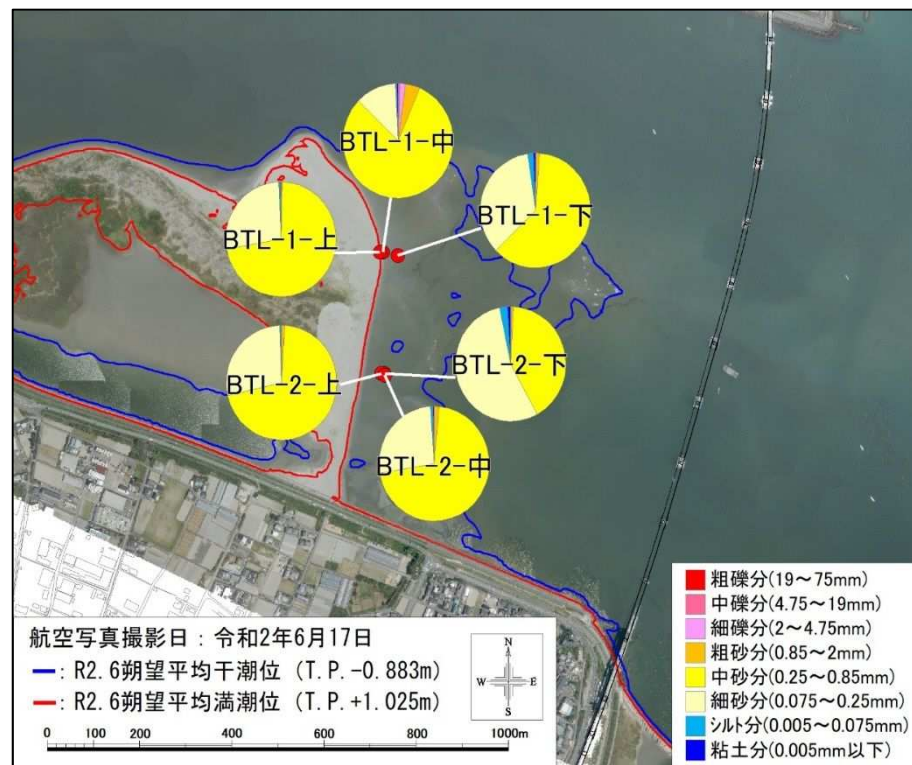 BTL-1-中
BTL-1-下
BTL-1-上
BTL-2-上
BTL-2-下
BTL-2-中
粗礫分(19～75mm)
中礫分(4.75～19mm)
細礫分(2～4.75mm)
粗砂分(0.85～2mm)
中砂分(0.25～0.85mm)
細砂分(0.075～0.25mm)
シルト分(0.005～0.075mm)
粘土分(0.005mm以下)
航空写真撮影日：令和2年6月17日
：R2.6朔望平均干潮位 (T.P.-0.883m)
：R2.6朔望平均満潮位 (T.P.+1.025m)
N
W E
S
0 100 200 400 600 800 1000m